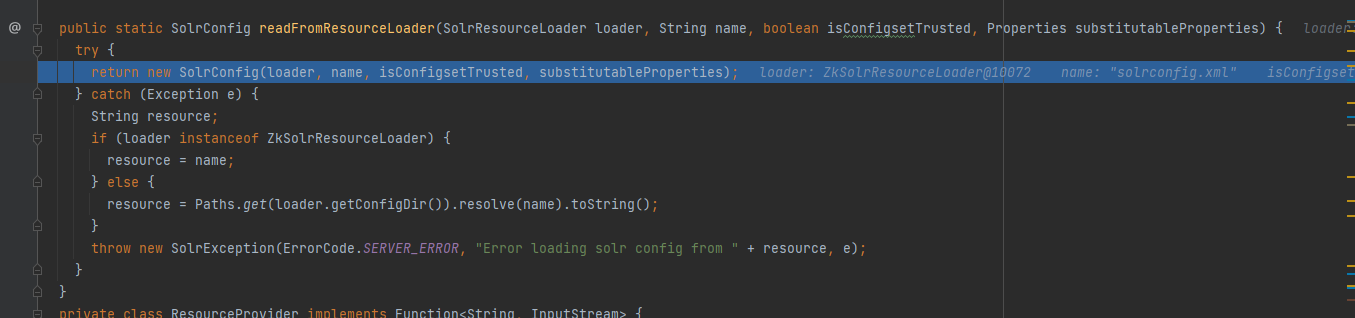 @ public static SolrConfig readFromResourceLoader(SolrResourceLoader loader, String name, boolean isConfigsetTrusted, Properties substitutableProperties) { loader
try {
return new SolrConfig(loader, name, isConfigsetTrusted, substitutableProperties); loader: ZkSolrResourceLoader@10072 name: "solrconfig.xml" isConfigset
} catch (Exception e) {
String resource;
if (loader instanceof ZkSolrResourceLoader) {
resource = name;
} else {
resource = Paths.get(loader.getConfigDir()).resolve(name).toString();
}
throw new SolrException(ErrorCode.SERVER_ERROR, "Error loading solr config from " + resource, e);
}
}
private class ResourceProvider implements Function<String, InputStream> {